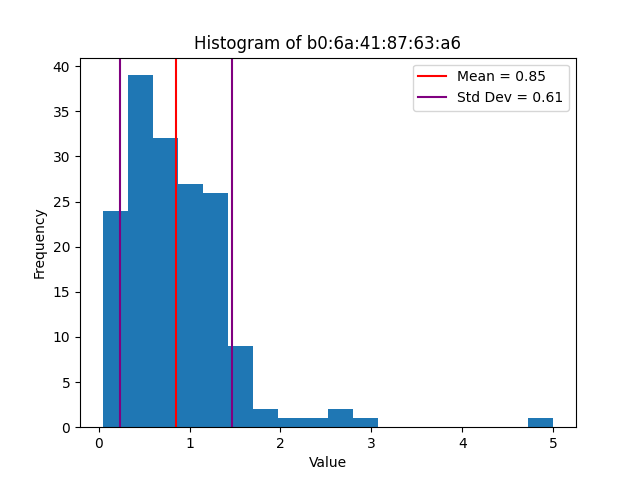 Histogram of b0:6a:41:87:63:a6
Mean = 0.85
Std Dev = 0.61
40
35
30
25
20
15
10
5
0
Frequency
0 1 2 3 4 5
Value